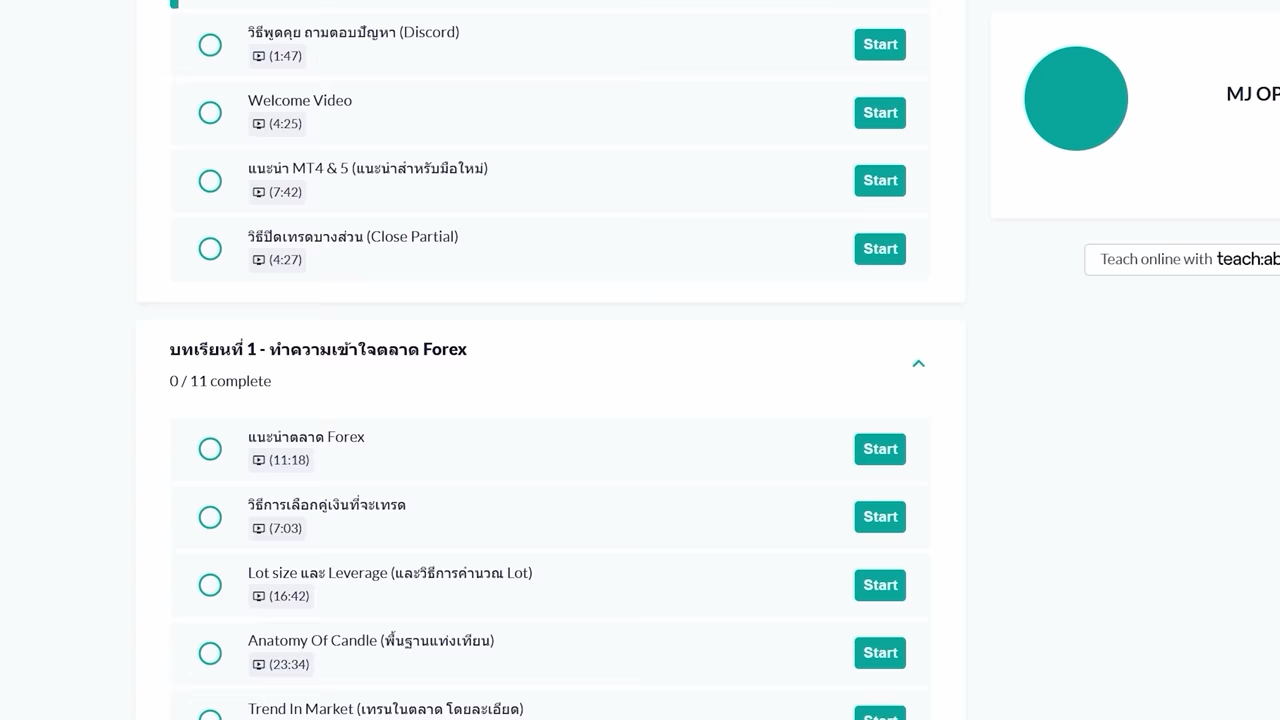 วิธีพูดคุย ถามตอบปัญหา (Discord)
(1:47)
Start
Welcome Video
(4:25)
Start
แนะนำ MT4 & 5 (แนะนำสำหรับมือใหม่)
(7:42)
Start
วิธีปิดเทรดบางส่วน (Close Partial)
(4:27)
Start
MJ OP
Teach online with teach:ab
บทเรียนที่ 1 - ทำความเข้าใจตลาด Forex
0 / 11 complete
แนะนำตลาด Forex
(11:18)
Start
วิธีการเลือกคู่เงินที่จะเทรด
(7:03)
Start
Lot size และ Leverage (และวิธีการคำนวณ Lot)
(16:42)
Start
Anatomy Of Candle (พื้นฐานแท่งเทียน)
(23:34)
Start
Trend In Market (เทรนในตลาด โดยละเอียด)
Start